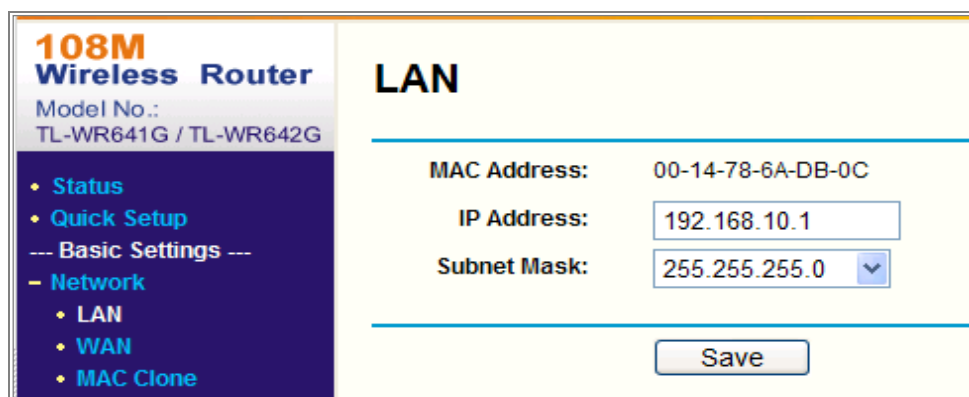 108M
Wireless Router
Model No.:
TL-WR641G / TL-WR642G
• Status
• Quick Setup
--- Basic Settings ---
– Network
• LAN
• WAN
• MAC Clone
LAN
MAC Address: 00-14-78-6A-DB-0C
IP Address: 192.168.10.1
Subnet Mask: 255.255.255.0
Save